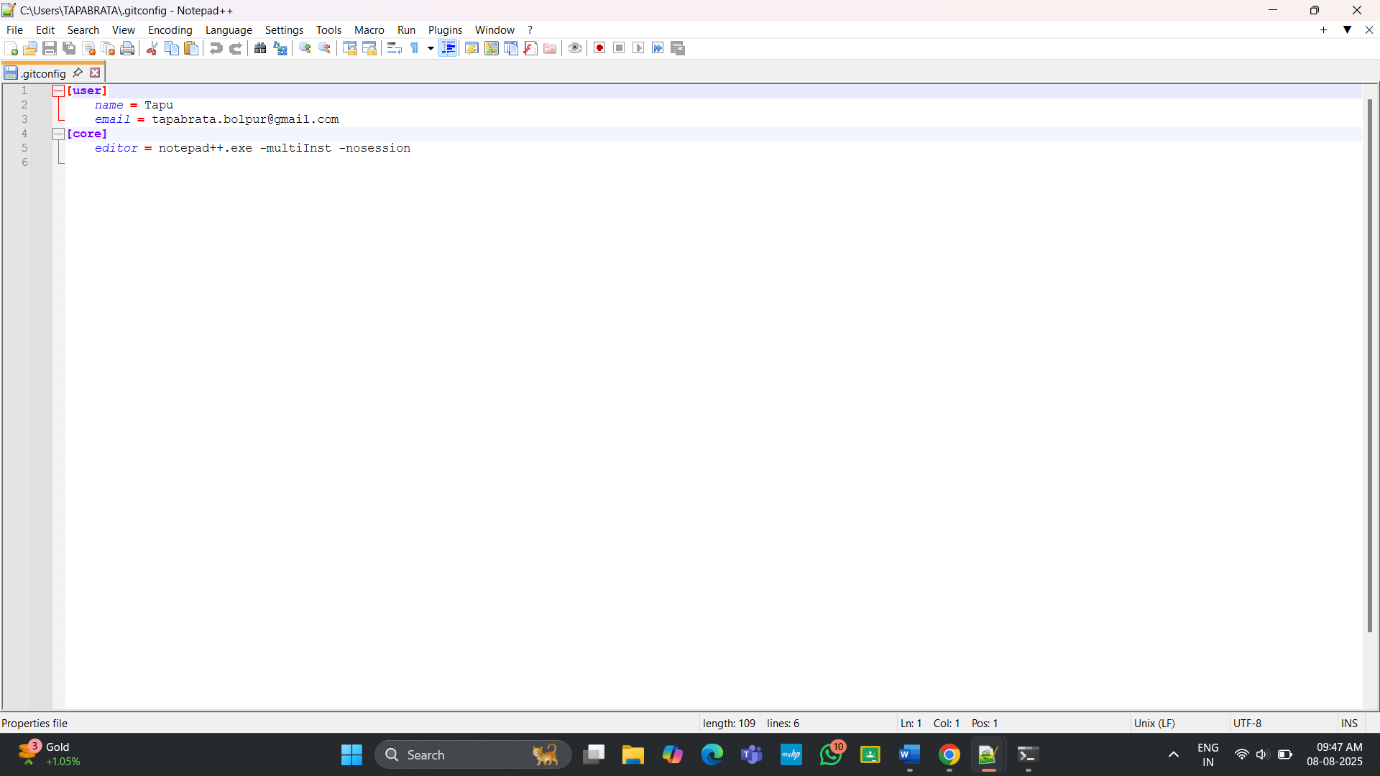 C:\Users\TAPABRATA\.gitconfig - Notepad++
File Edit Search View Encoding Language Settings Tools Macro Run Plugins Window ?
.gitconfig
1 [user]
2 name = Tapu
3 email = tapabrata.bolpur@gmail.com
4 [core]
5 editor = notepad++.exe -multiInst -nosession
6
Properties file length: 109 lines: 6 Ln: 1 Col: 1 Pos: 1 Unix (LF) UTF-8 INS
3 Gold
+1.05%
Search
myhp
10
ENG
IN
09:47 AM
08-08-2025